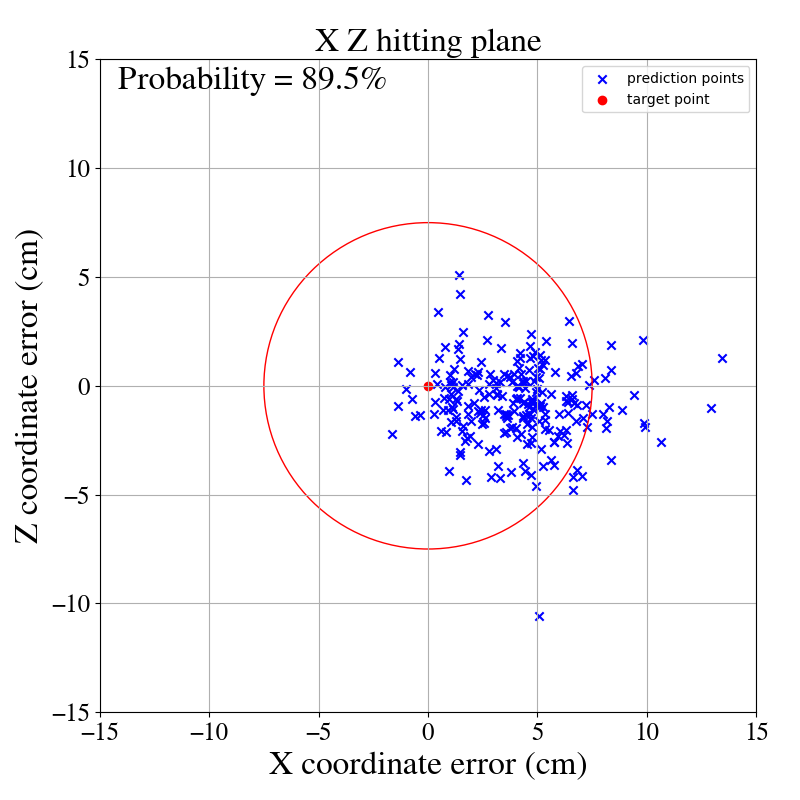 X Z hitting plane
Probability = 89.5%
prediction points
target point
Z coordinate error (cm)
15
10
5
0
−5
−10
−15
−15
−10
−5
0
5
10
15
X coordinate error (cm)